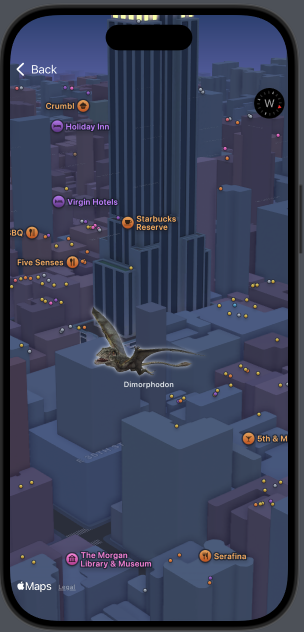 Back
W
Crumbl
Holiday Inn
Virgin Hotels
Starbucks
Reserve
BBQ
Five Senses
Dimorphodon
5th & M
The Morgan
Library & Museum
Serafina
Maps
Legal